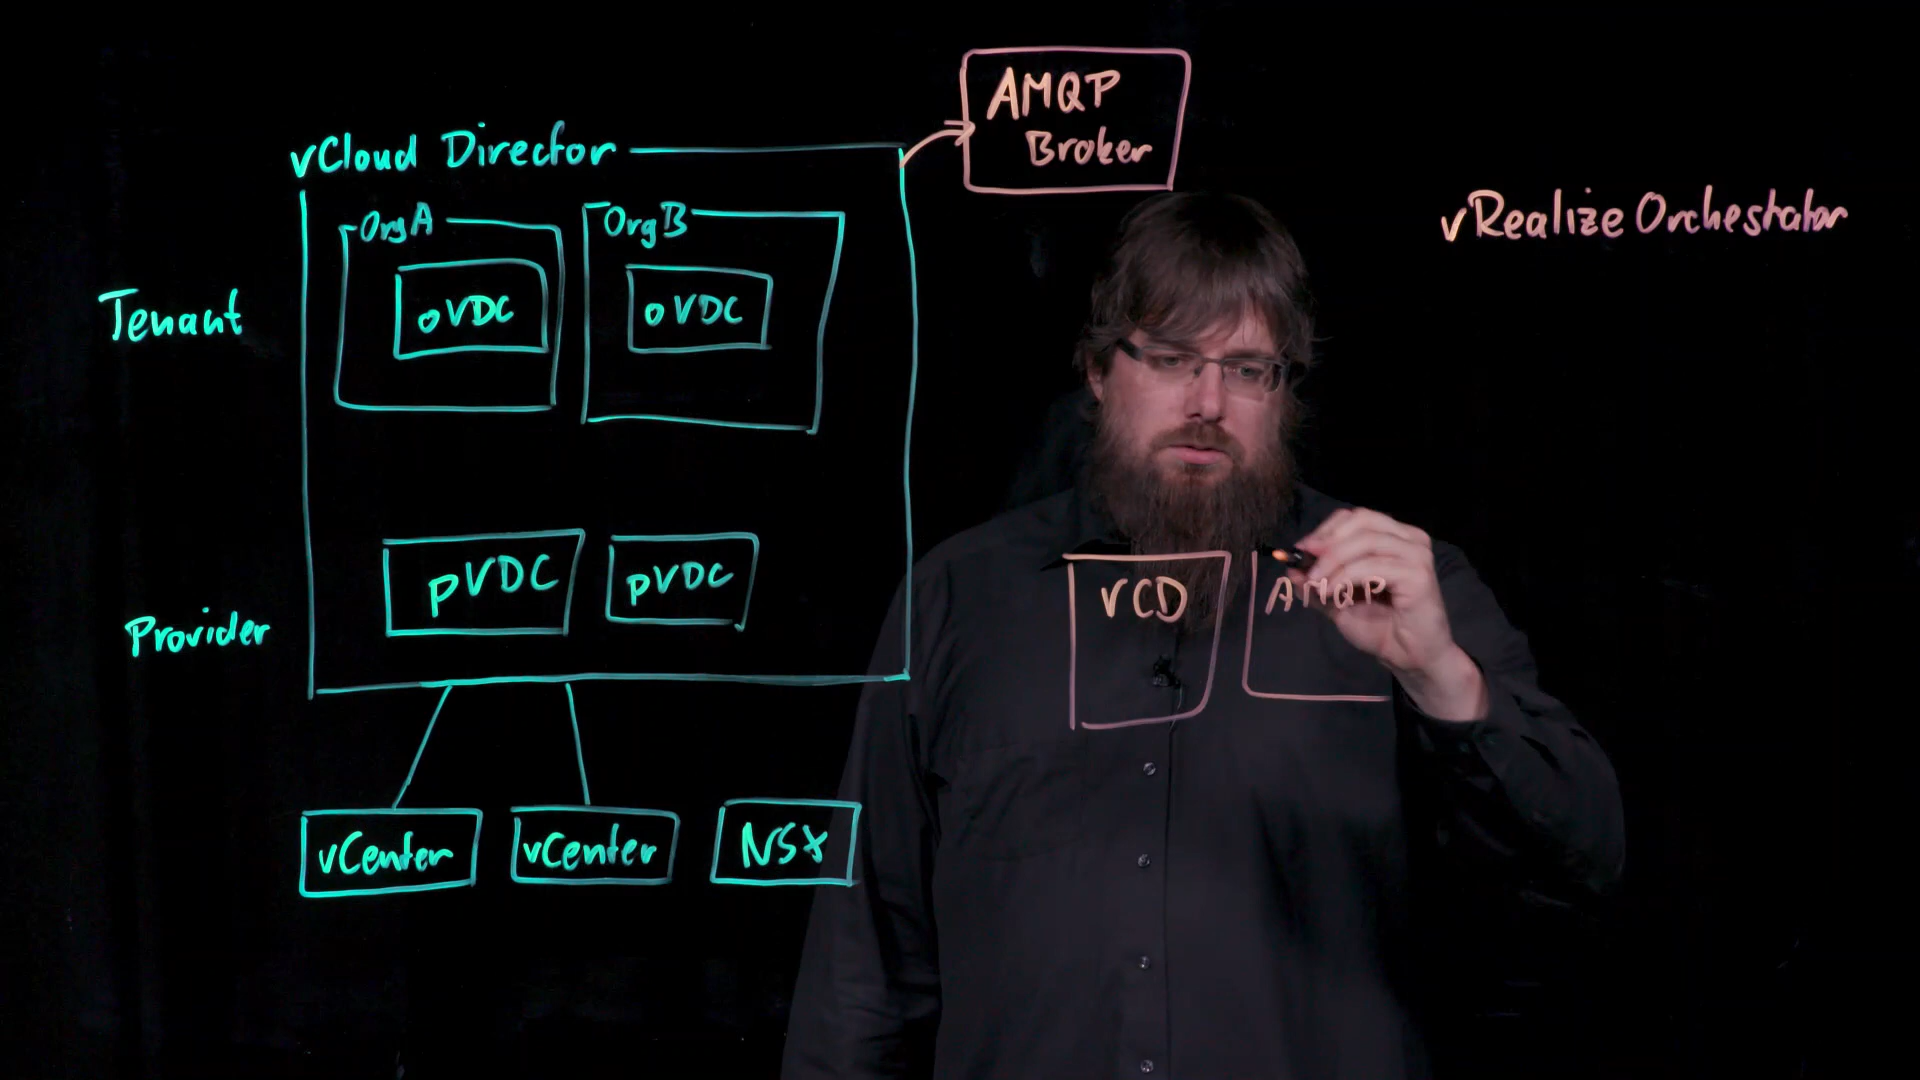 AMQP
Broker
vCloud Director
vRealize Orchestrator
OrgA
OrgB
Tenant
oVDC
oVDC
pVDC
pVDC
VCD
AMQP
Provider
vCenter
vCenter
NSX